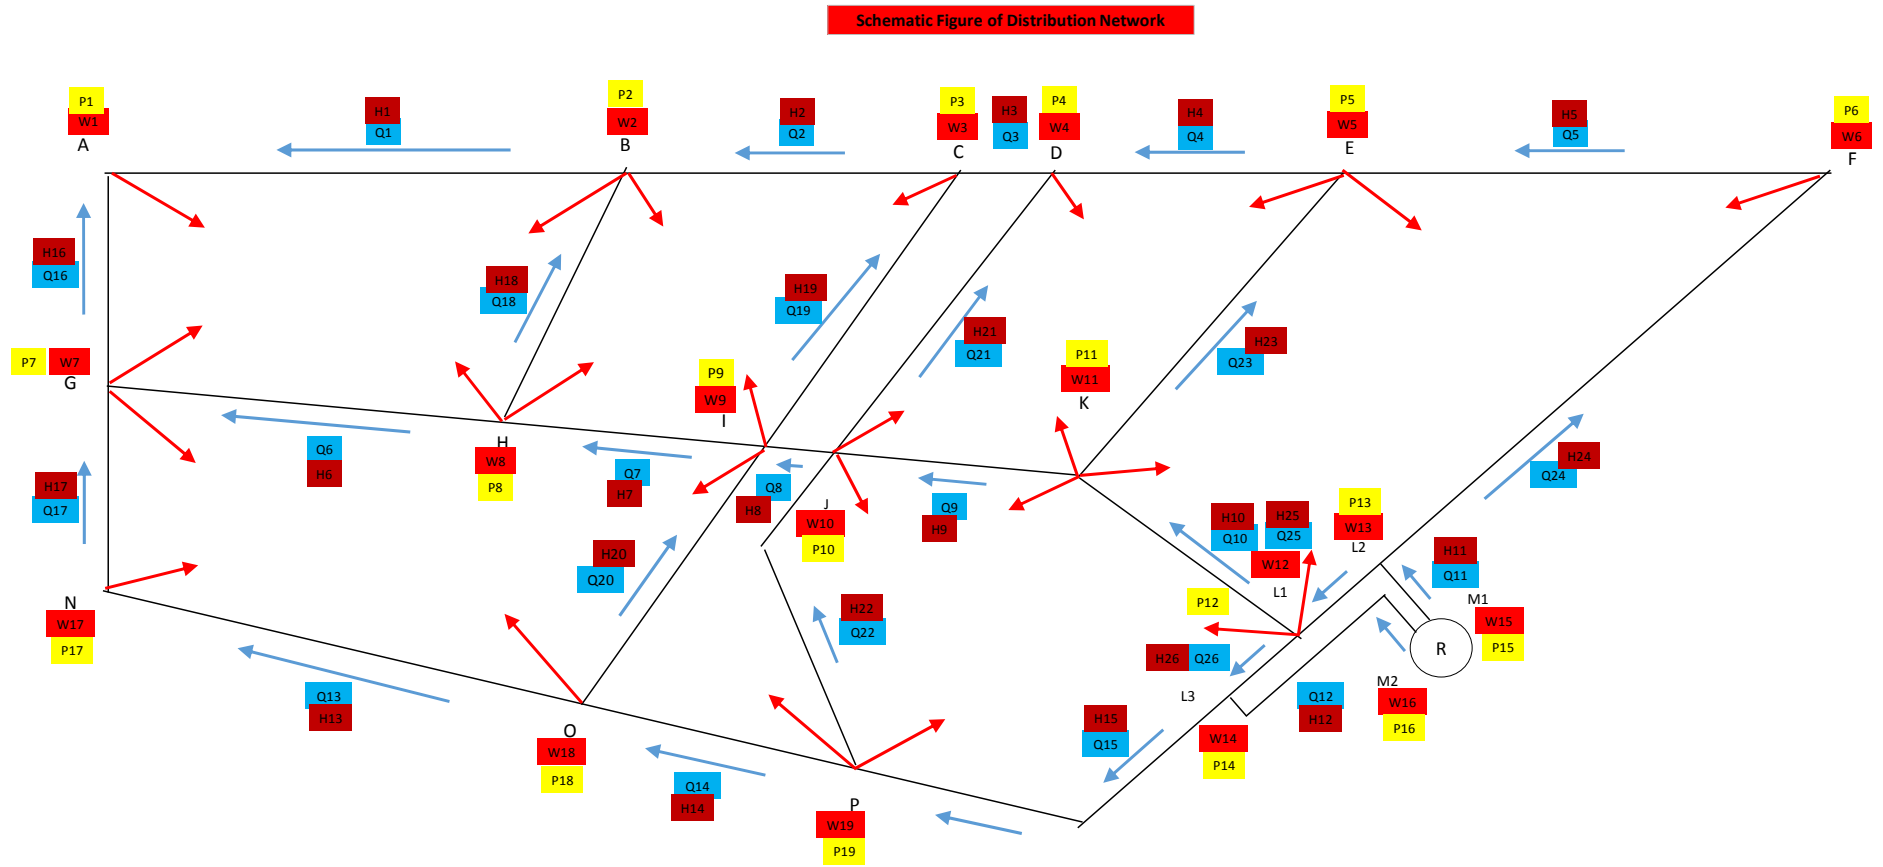 Schematic Figure of Distribution Network
P1
W1
A
H1
Q1
P2
W2
B
H2
Q2
P3
W3
C
H3
Q3
P4
W4
D
H4
Q4
P5
W5
E
H5
Q5
P6
W6
F
H16
Q16
H18
Q18
H19
Q19
H21
Q21
H23
Q23
P7 W7
G
P9
W9
I
P11
W11
K
Q6
H6
H
W8
P8
Q7
H7
Q8
H8
J
W10
P10
Q9
H9
H17
Q17
H20
Q20
H22
Q22
H24
Q24
H10
Q10
H25
Q25
P13
W13
L2
W12
L1
P12
H11
Q11
M1
W15
P15
R
N
W17
P17
H26 Q26
L3
M2
W16
P16
Q12
H12
Q13
H13
H15
Q15
W14
P14
O
W18
P18
Q14
H14
P
W19
P19